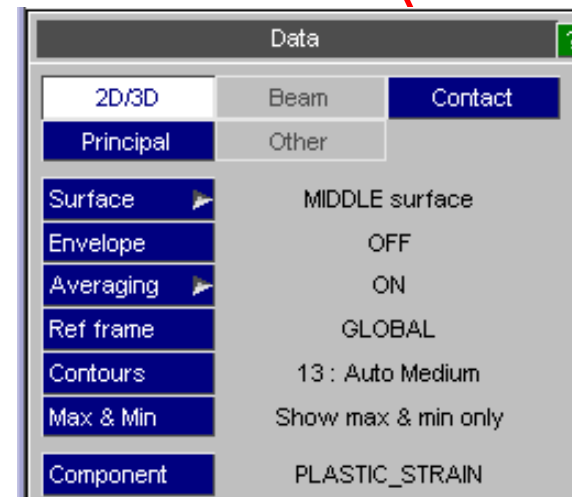 Data ?
2D/3D Beam Contact
Principal Other
Surface MIDDLE surface
Envelope OFF
Averaging ON
Ref frame GLOBAL
Contours 13 : Auto Medium
Max & Min Show max & min only
Component PLASTIC_STRAIN